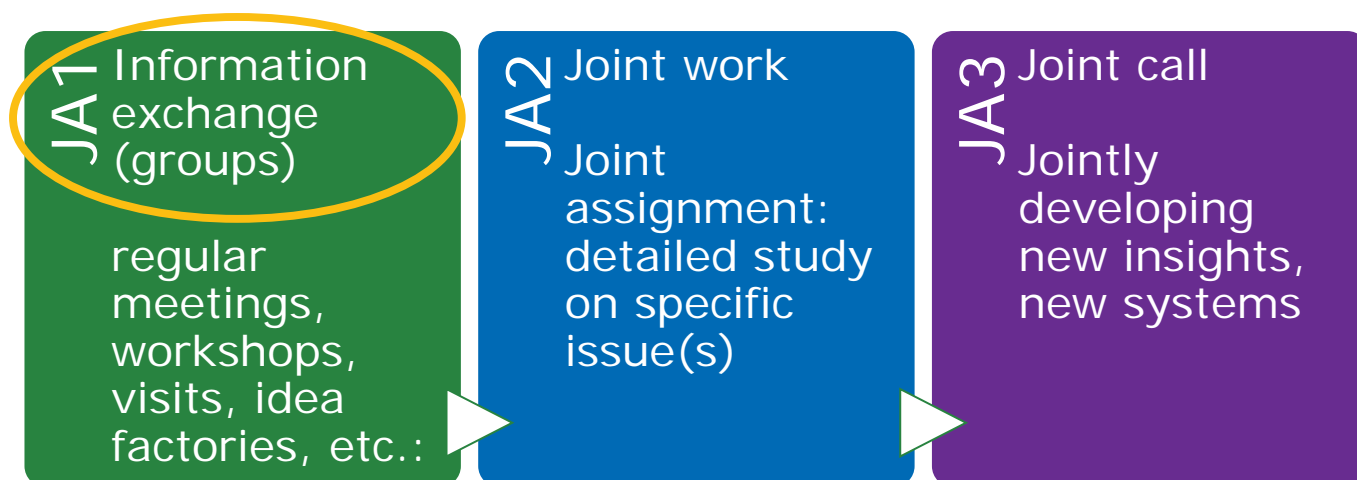 JA1
Information
exchange
(groups)
regular
meetings,
workshops,
visits, idea
factories, etc.:
JA2
Joint work
Joint
assignment:
detailed study
on specific
issue(s)
JA3
Joint call
Jointly
developing
new insights,
new systems